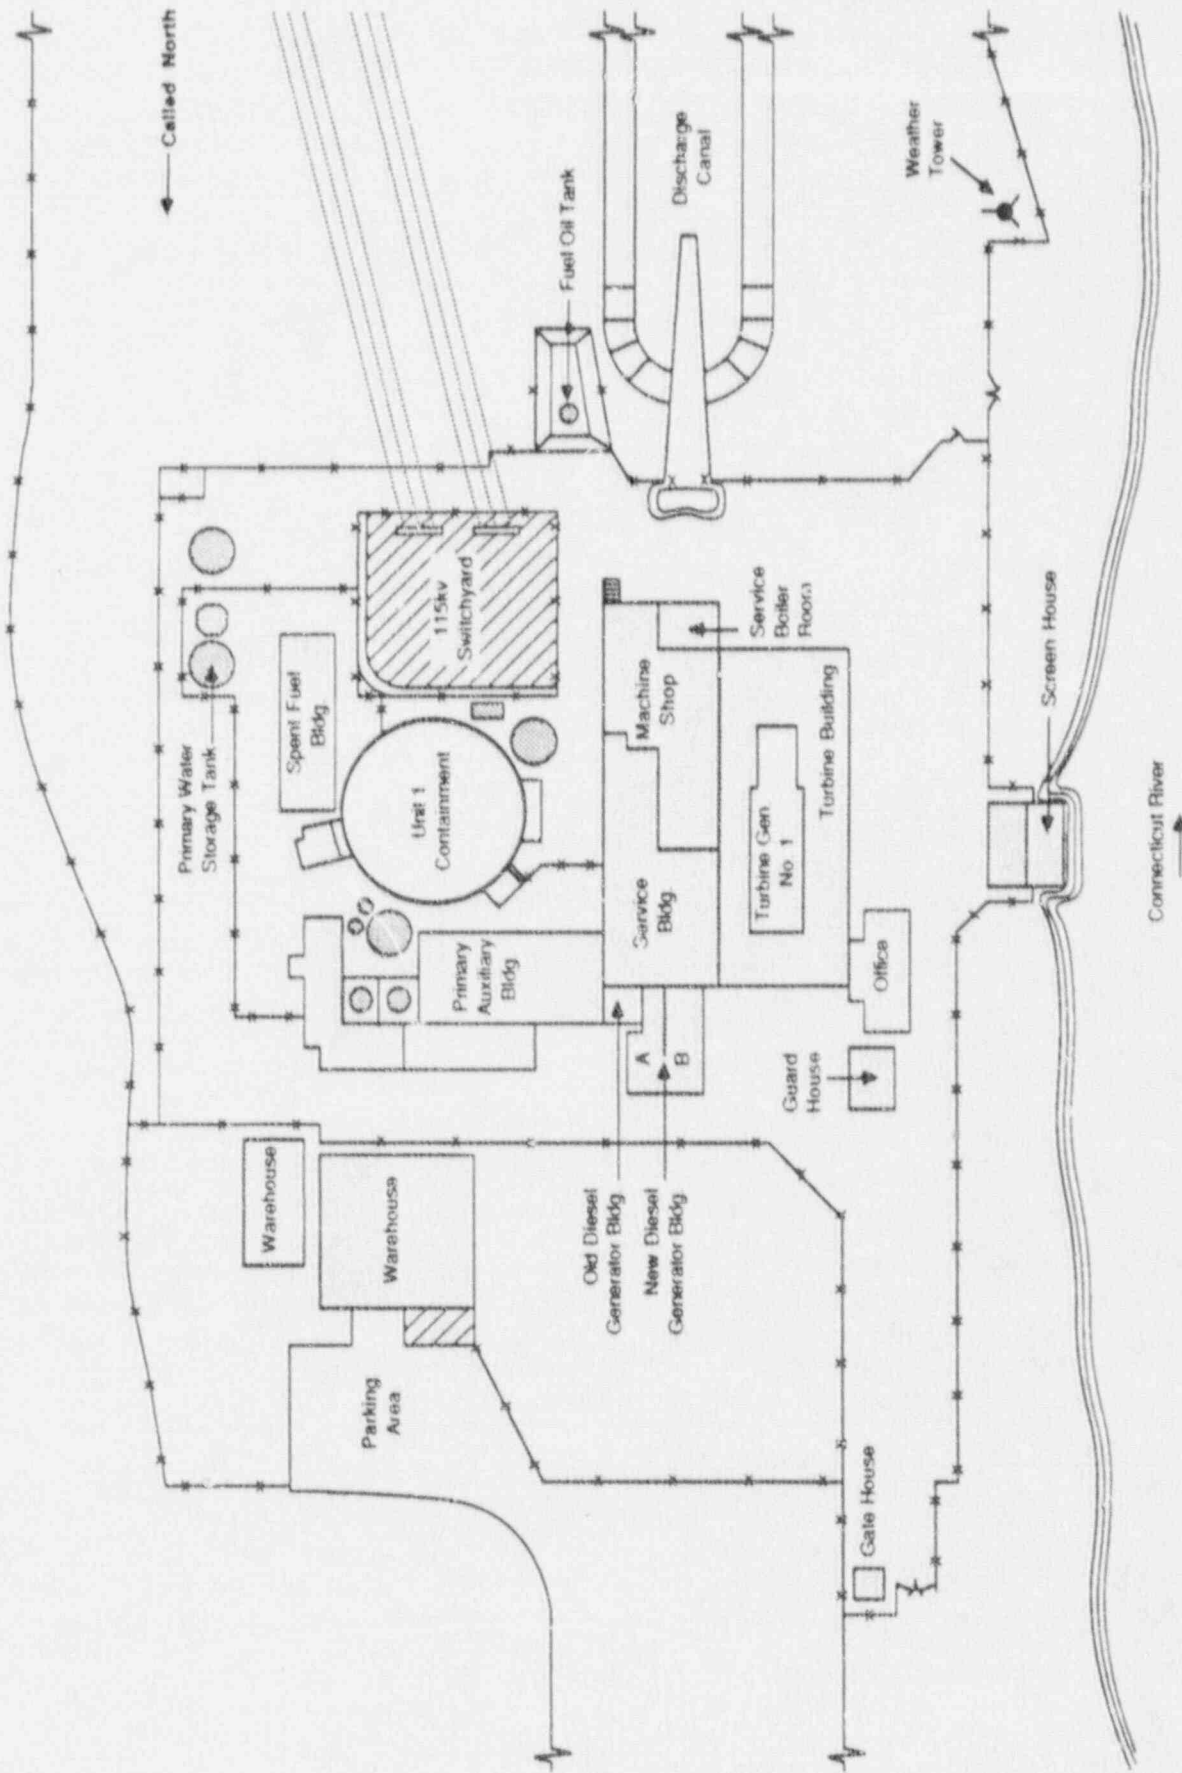 Called North
Primary Water
Storage Tank
Spent Fuel
Bldg
115kv
Switchyard
Fuel Oil Tank
Discharge
Canal
Weather
Tower
Unit 1
Containment
Machine
Shop
Service
Boiler
Room
Warehouse
Warehouse
Primary
Auxiliary
Bldg
Service
Bldg.
Turbine Gen
No. 1
Turbine Building
Screen House
Parking
Area
Old Diesel
Generator Bldg.
New Diesel
Generator Bldg.
A
B
Guard
House
Office
Gate House
Connecticut River